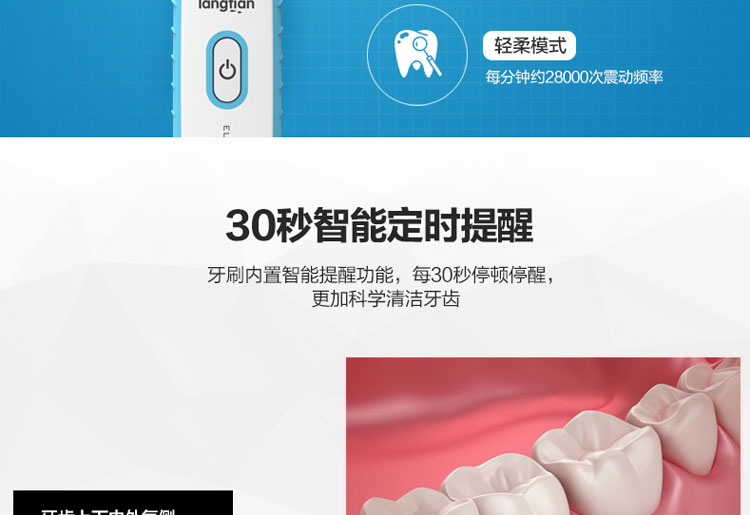 langtian
轻柔模式
每分钟约28000次震动频率
EL
30秒智能定时提醒
牙刷内置智能提醒功能，每30秒停顿停醒，
更加科学清洁牙齿